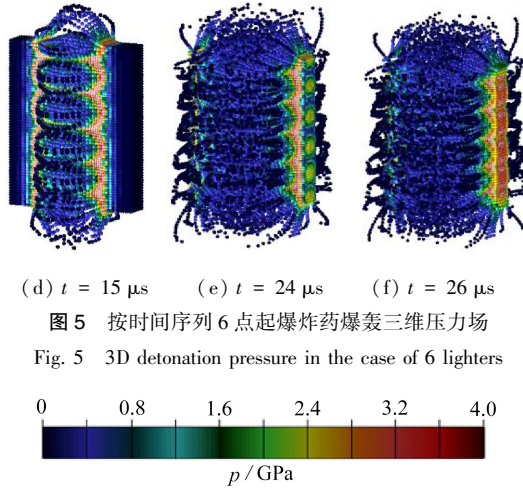 (d) t = 15 μs (e) t = 24 μs (f) t = 26 μs
图 5 按时间序列 6 点起爆炸药爆轰三维压力场
Fig. 5 3D detonation pressure in the case of 6 lighters
0 0.8 1.6 2.4 3.2 4.0
p / GPa